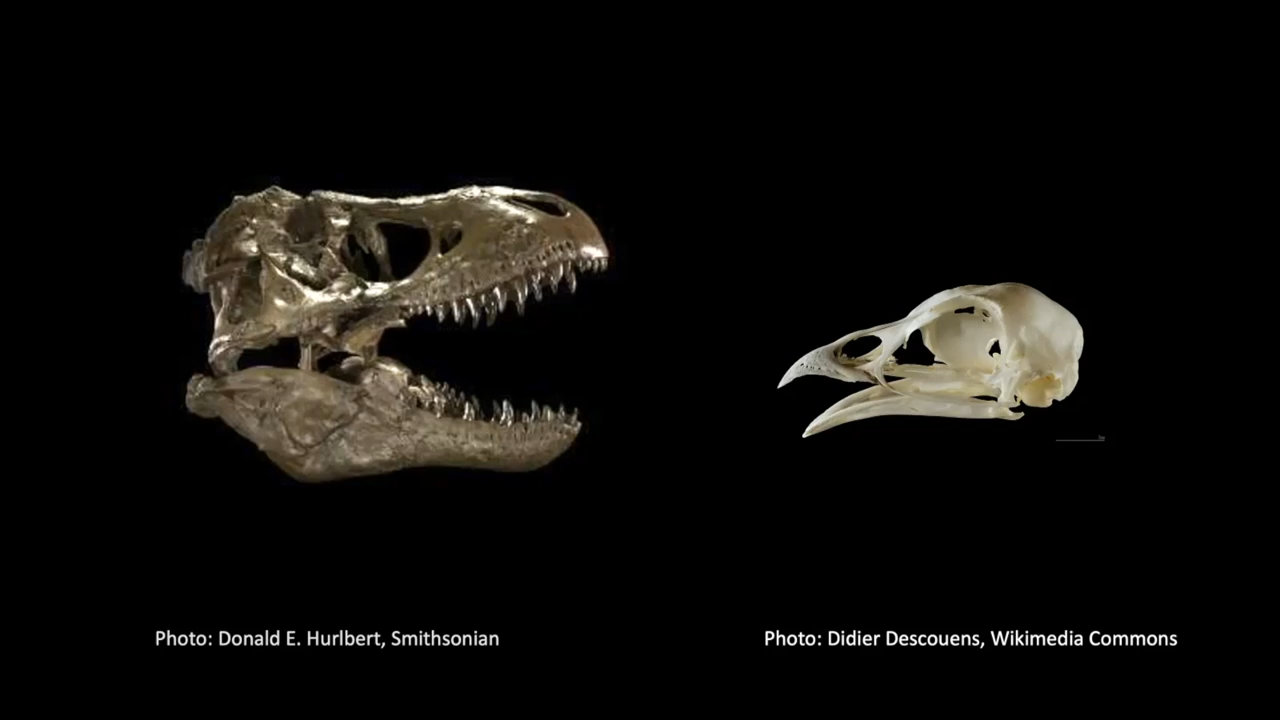 Photo: Donald E. Hurlbert, Smithsonian
Photo: Didier Descouens, Wikimedia Commons